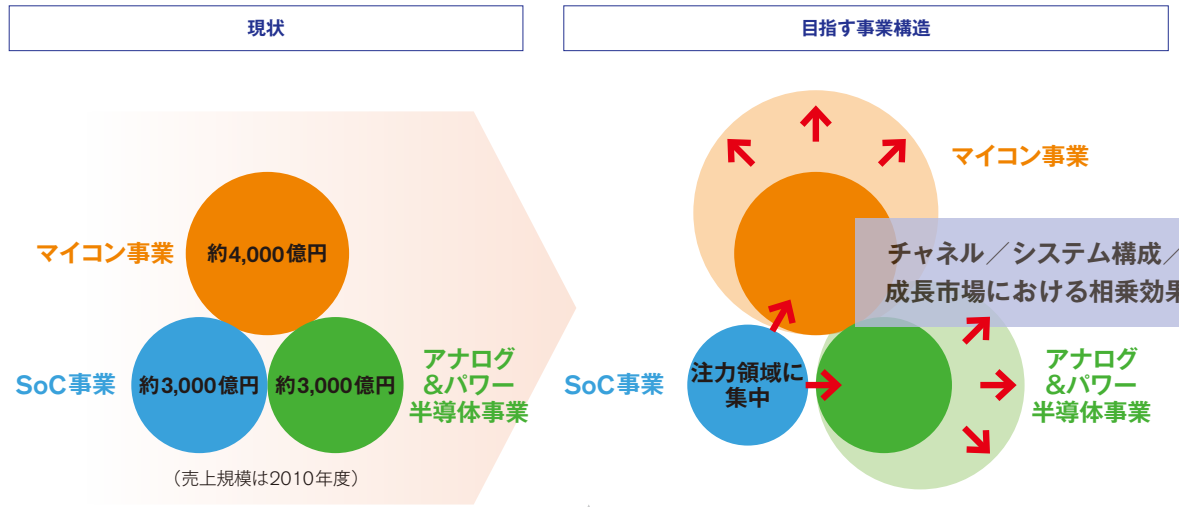 現状
目指す事業構造
マイコン事業
約4,000億円
SoC事業
約3,000億円
約3,000億円
アナログ
&パワー
半導体事業
(売上規模は2010年度)
マイコン事業
チャネル／システム構成／
成長市場における相乗効果
SoC事業
注力領域に
集中
アナログ
&パワー
半導体事業